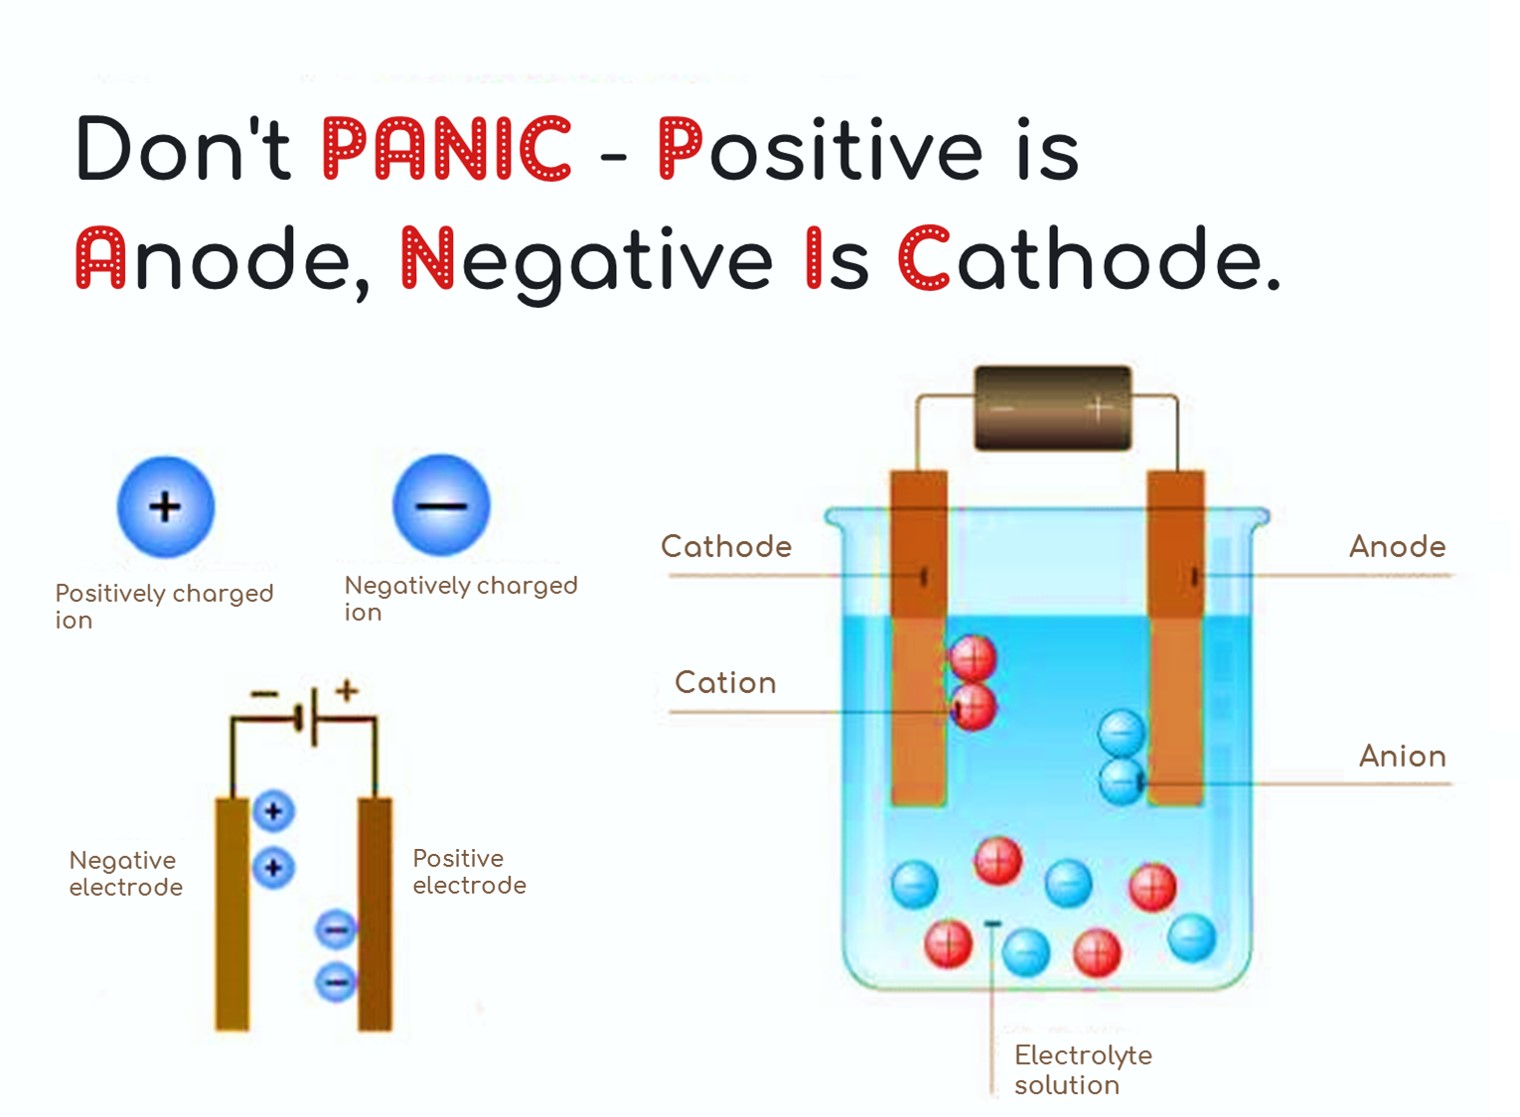 Don't PANIC - Positive is
Anode, Negative Is Cathode.
+
−
Positively charged
ion
Negatively charged
ion
− +
+
+
Negative
electrode
Positive
electrode
−
−
− +
Cathode
Anode
Cation
Anion
Electrolyte
solution